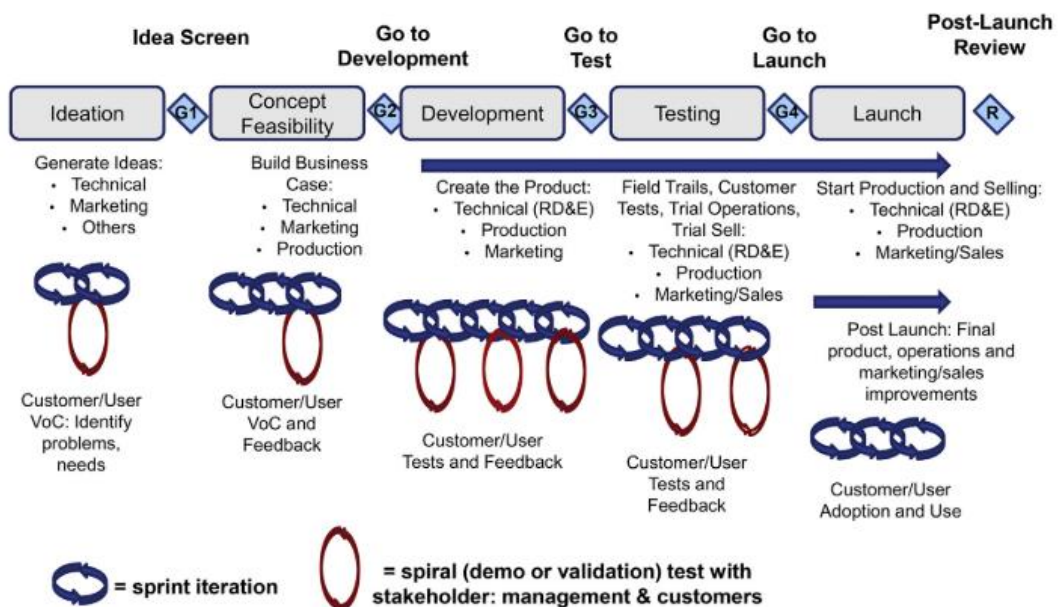 Idea Screen
Go to
Development
Go to
Test
Go to
Launch
Post-Launch
Review
Ideation
G1
Concept
Feasibility
G2
Development
G3
Testing
G4
Launch
R
Generate Ideas:
• Technical
• Marketing
• Others
Build Business
Case:
• Technical
• Marketing
• Production
Create the Product:
• Technical (RD&E)
• Production
• Marketing
Field Trails, Customer
Tests, Trial Operations,
Trial Sell:
• Technical (RD&E)
• Production
• Marketing/Sales
Start Production and Selling:
• Technical (RD&E)
• Production
• Marketing/Sales
Post Launch: Final
product, operations and
marketing/sales
improvements
Customer/User
VoC: Identify
problems,
needs
Customer/User
VoC and
Feedback
Customer/User
Tests and Feedback
Customer/User
Tests and
Feedback
Customer/User
Adoption and Use
= sprint iteration
= spiral (demo or validation) test with
stakeholder: management & customers